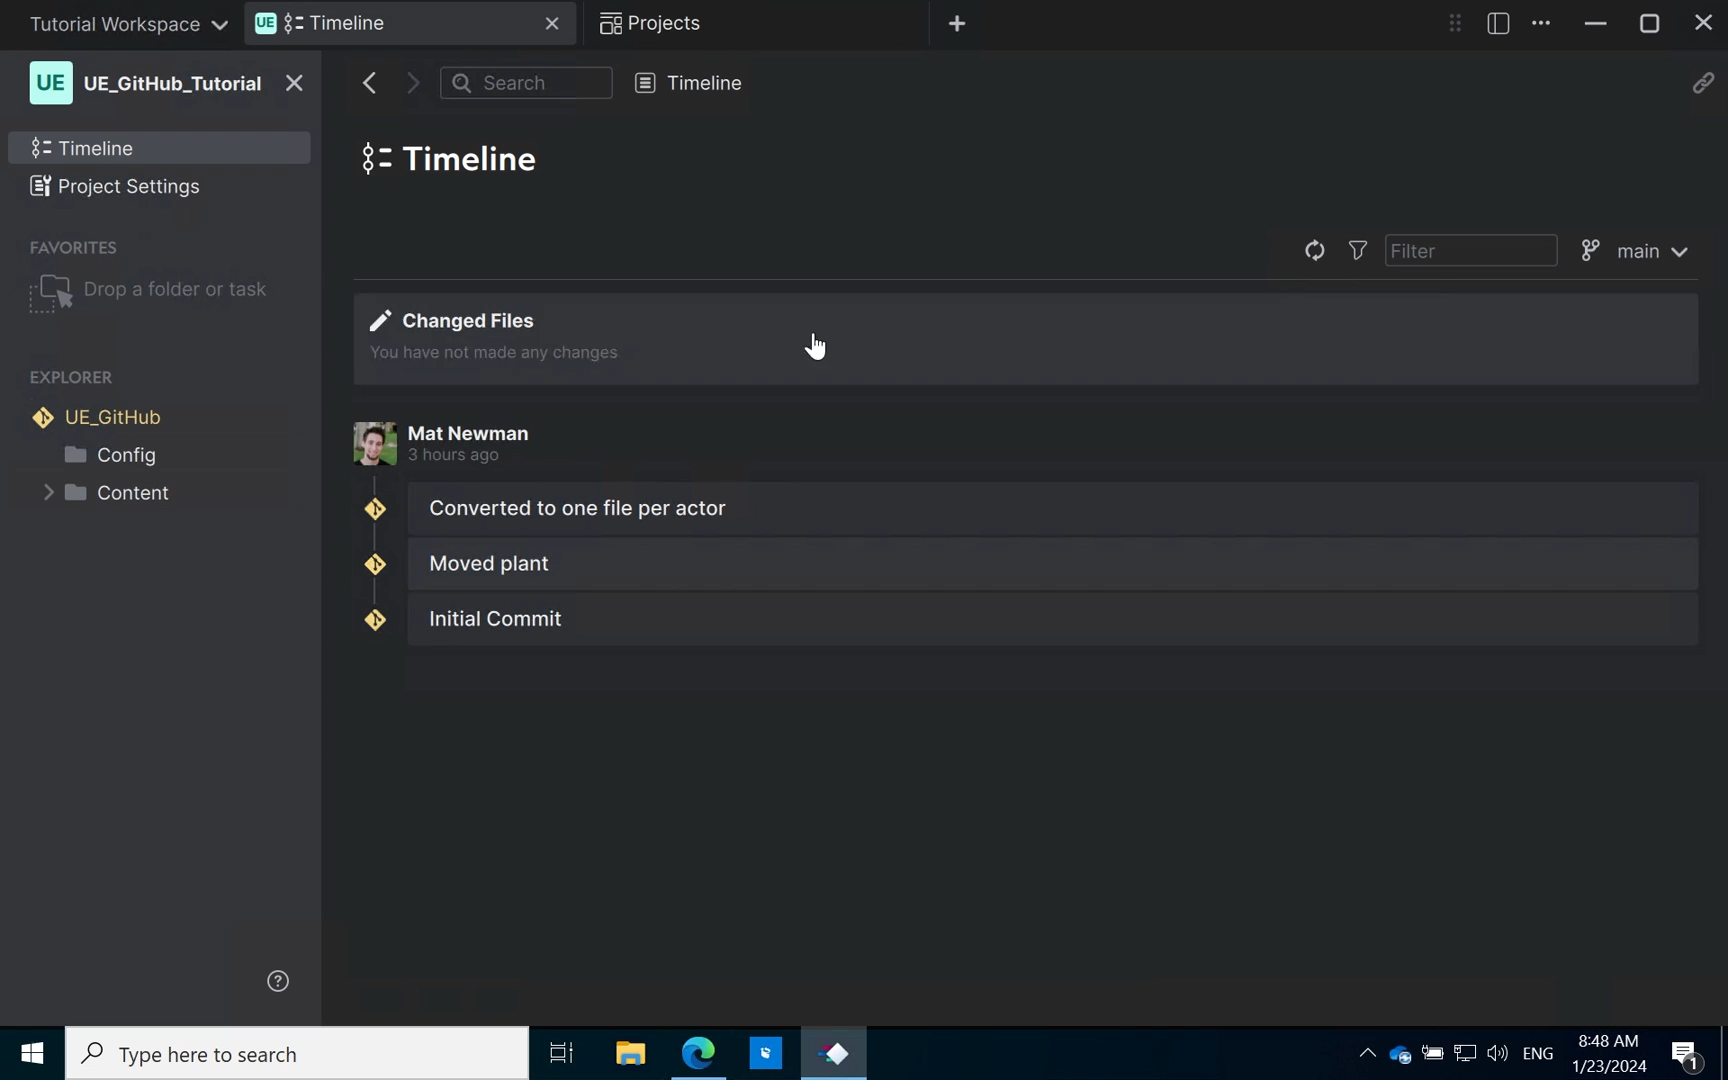 Tutorial Workspace
UE Timeline
Projects
UE UE_GitHub_Tutorial
Search
Timeline
Timeline
Project Settings
FAVORITES
Drop a folder or task
EXPLORER
UE_GitHub
Config
Content
Timeline
Filter
main
Changed Files
You have not made any changes
Mat Newman
3 hours ago
Converted to one file per actor
Moved plant
Initial Commit
Type here to search
ENG
8:48 AM
1/23/2024
1